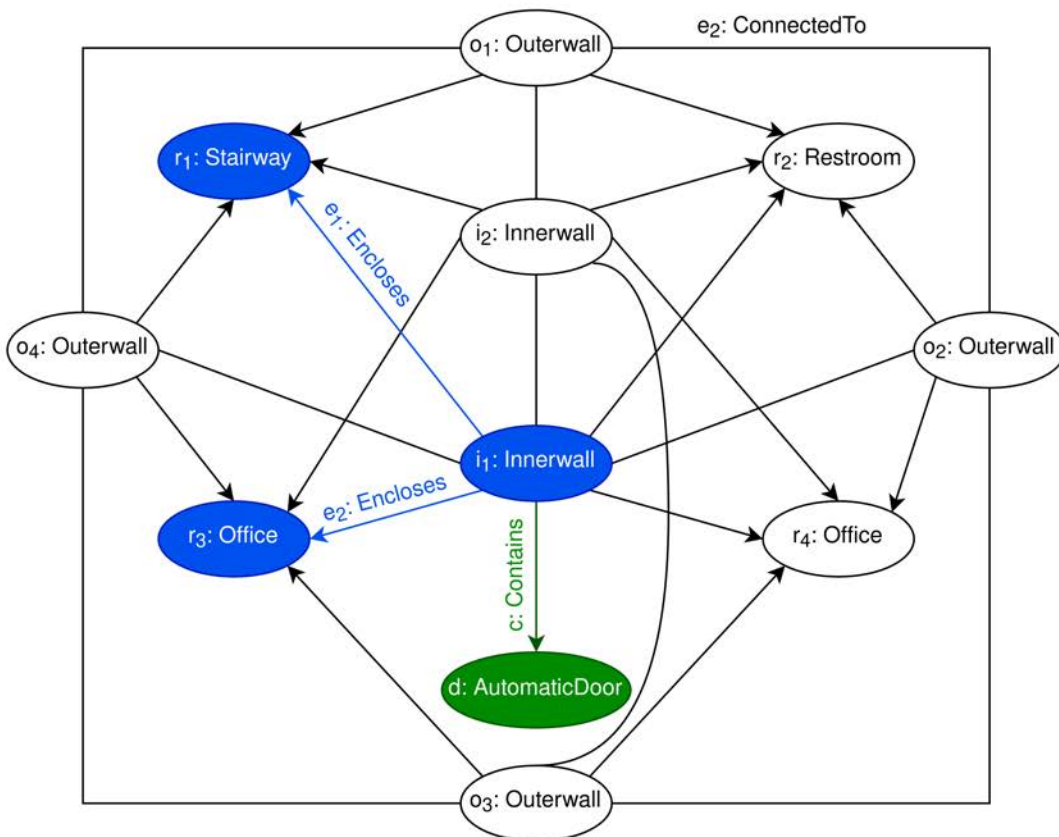 e2: ConnectedTo
o1: Outerwall
r1: Stairway
r2: Restroom
e1: Encloses
i2: Innerwall
o4: Outerwall
o2: Outerwall
i1: Innerwall
e2: Encloses
r3: Office
r4: Office
c: Contains
d: AutomaticDoor
o3: Outerwall